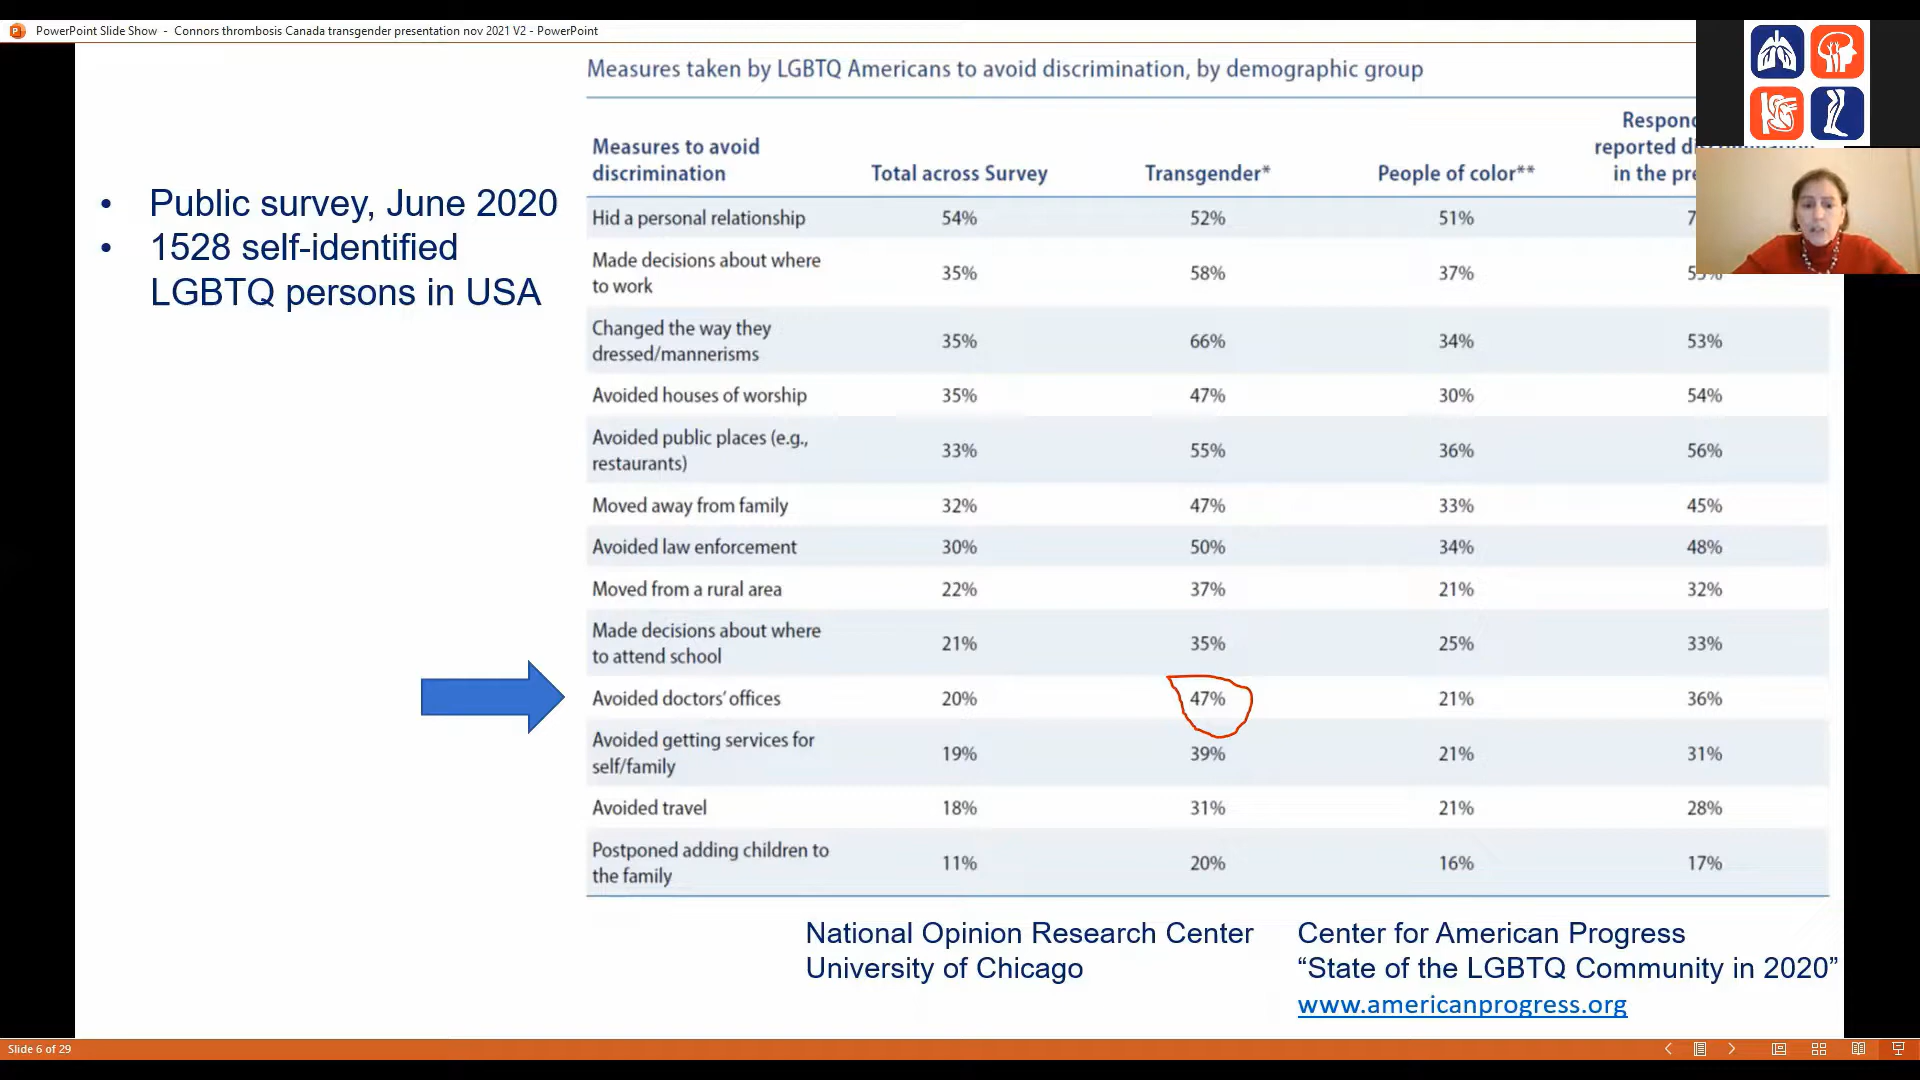 PowerPoint Slide Show - Connors thrombosis Canada transgender presentation nov 2021 V2 - PowerPoint
Measures taken by LGBTQ Americans to avoid discrimination, by demographic group
• Public survey, June 2020
• 1528 self-identified
LGBTQ persons in USA
Measures to avoid
discrimination
Total across Survey
Transgender*
People of color**
reported
in the
Hid a personal relationship 54% 52% 51%
Made decisions about where
to work 35% 58% 37%
Changed the way they
dressed/mannerisms 35% 66% 34% 53%
Avoided houses of worship 35% 47% 30% 54%
Avoided public places (e.g.,
restaurants) 33% 55% 36% 56%
Moved away from family 32% 47% 33% 45%
Avoided law enforcement 30% 50% 34% 48%
Moved from a rural area 22% 37% 21% 32%
Made decisions about where
to attend school 21% 35% 25% 33%
Avoided doctors' offices 20% 47% 21% 36%
Avoided getting services for
self/family 19% 39% 21% 31%
Avoided travel 18% 31% 21% 28%
Postponed adding children to
the family 11% 20% 16% 17%
National Opinion Research Center
University of Chicago
Center for American Progress
“State of the LGBTQ Community in 2020”
www.americanprogress.org
Slide 6 of 29